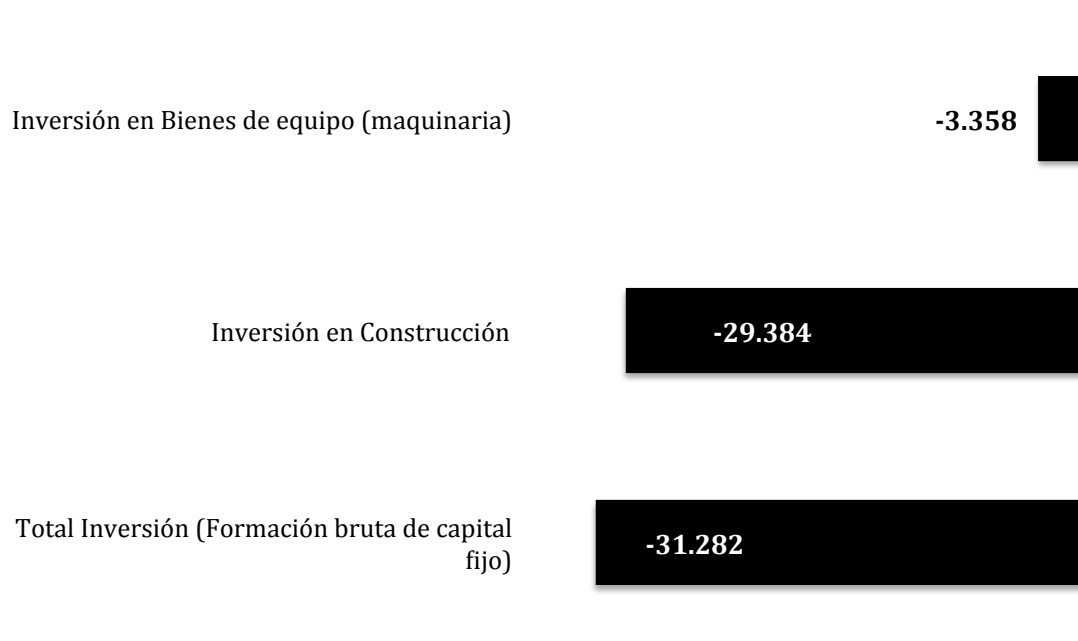 Inversión en Bienes de equipo (maquinaria)
-3.358
Inversión en Construcción
-29.384
Total Inversión (Formación bruta de capital
fijo)
-31.282